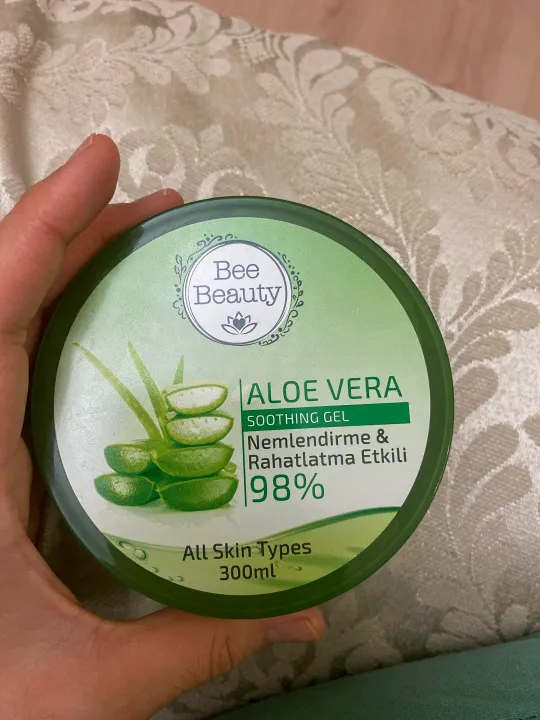 Bee
Beauty
ALOE VERA
SOOTHING GEL
Nemlendirme &
Rahatlatma Etkili
98%
All Skin Types
300ml